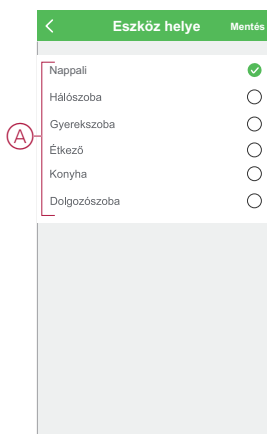 Eszköz helye Mentés
Nappali
Hálószoba
Gyerekszoba
A
Étkező
Konyha
Dolgozószoba